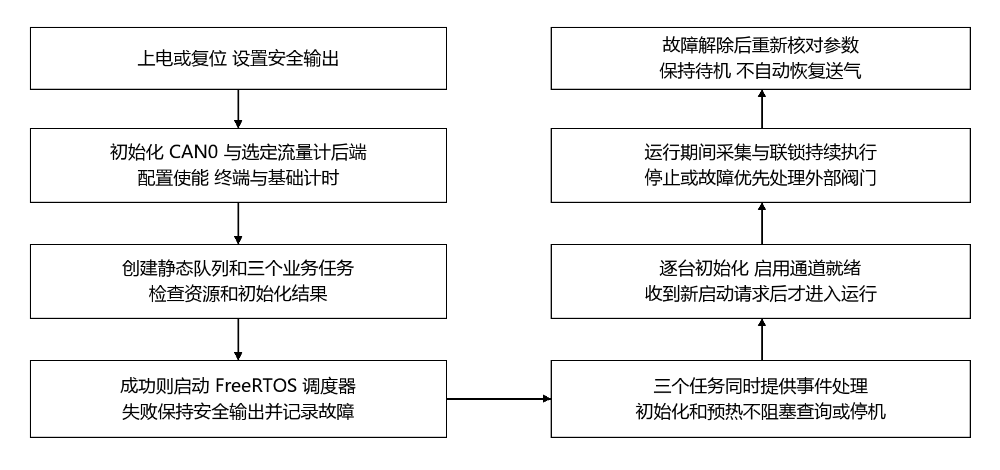 上电或复位 设置安全输出
初始化 CAN0 与选定流量计后端
配置使能 终端与基础计时
创建静态队列和三个业务任务
检查资源和初始化结果
成功则启动 FreeRTOS 调度器
失败保持安全输出并记录故障
三个任务同时提供事件处理
初始化和预热不阻塞查询或停机
逐台初始化 启用通道就绪
收到新启动请求后才进入运行
运行期间采集与联锁持续执行
停止或故障优先处理外部阀门
故障解除后重新核对参数
保持待机 不自动恢复送气